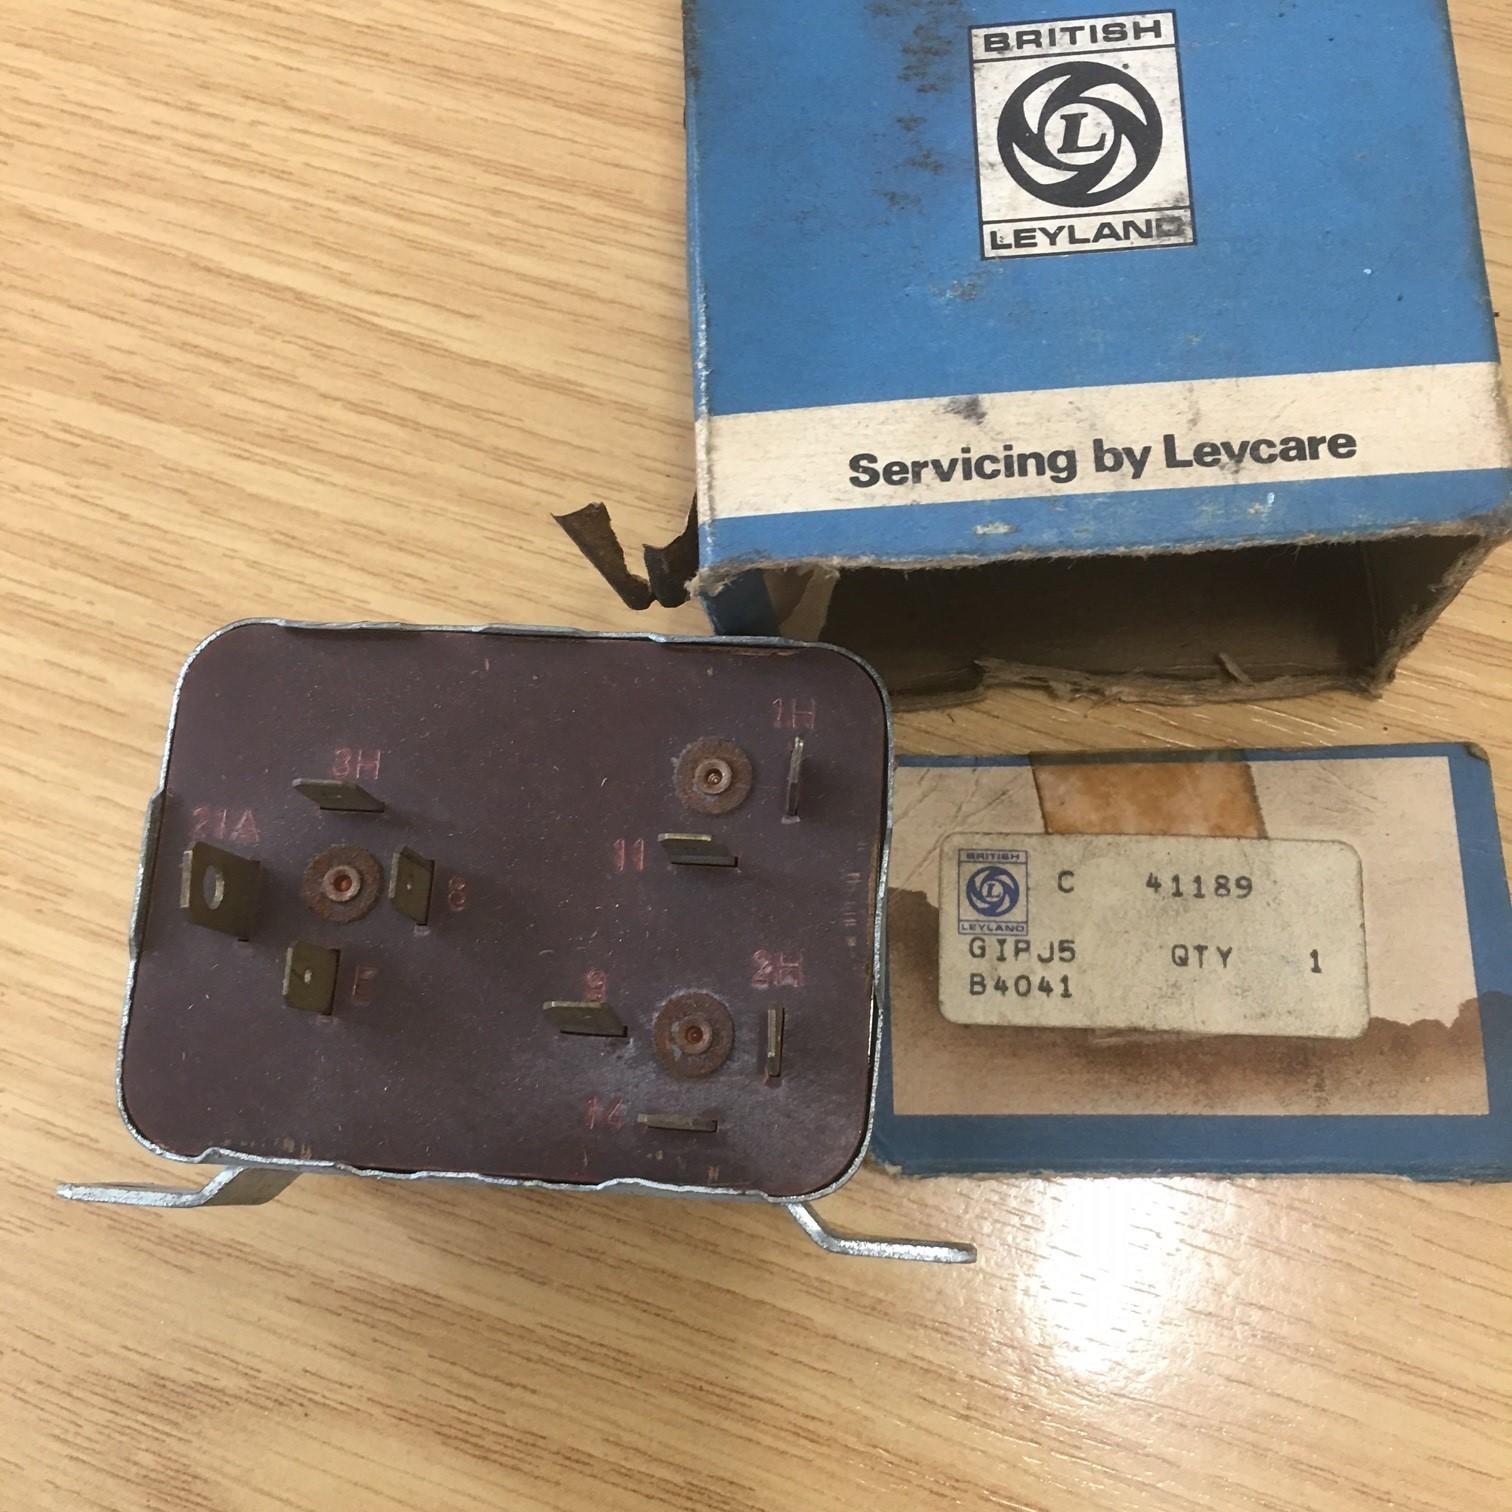 BRITISH
L
LEYLAND
Servicing by Leycare
1H
3H
21A
11
8
E
9
2H
14
BRITISH
L
LEYLAND
C 41189
GIPJ5 QTY 1
B4041